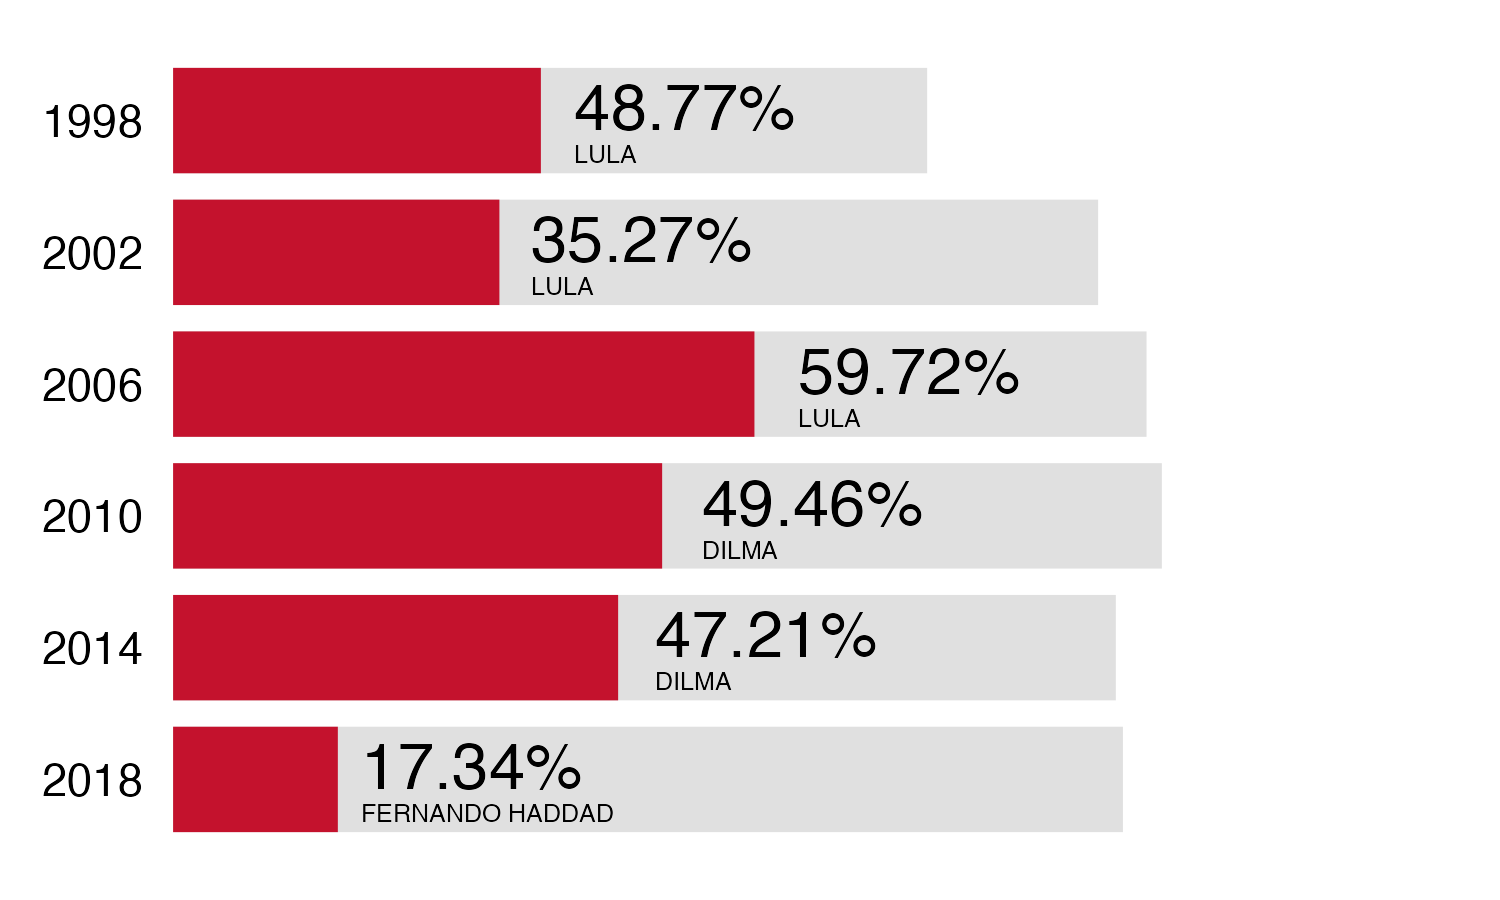 1998
48.77%
LULA
2002
35.27%
LULA
2006
59.72%
LULA
2010
49.46%
DILMA
2014
47.21%
DILMA
2018
17.34%
FERNANDO HADDAD